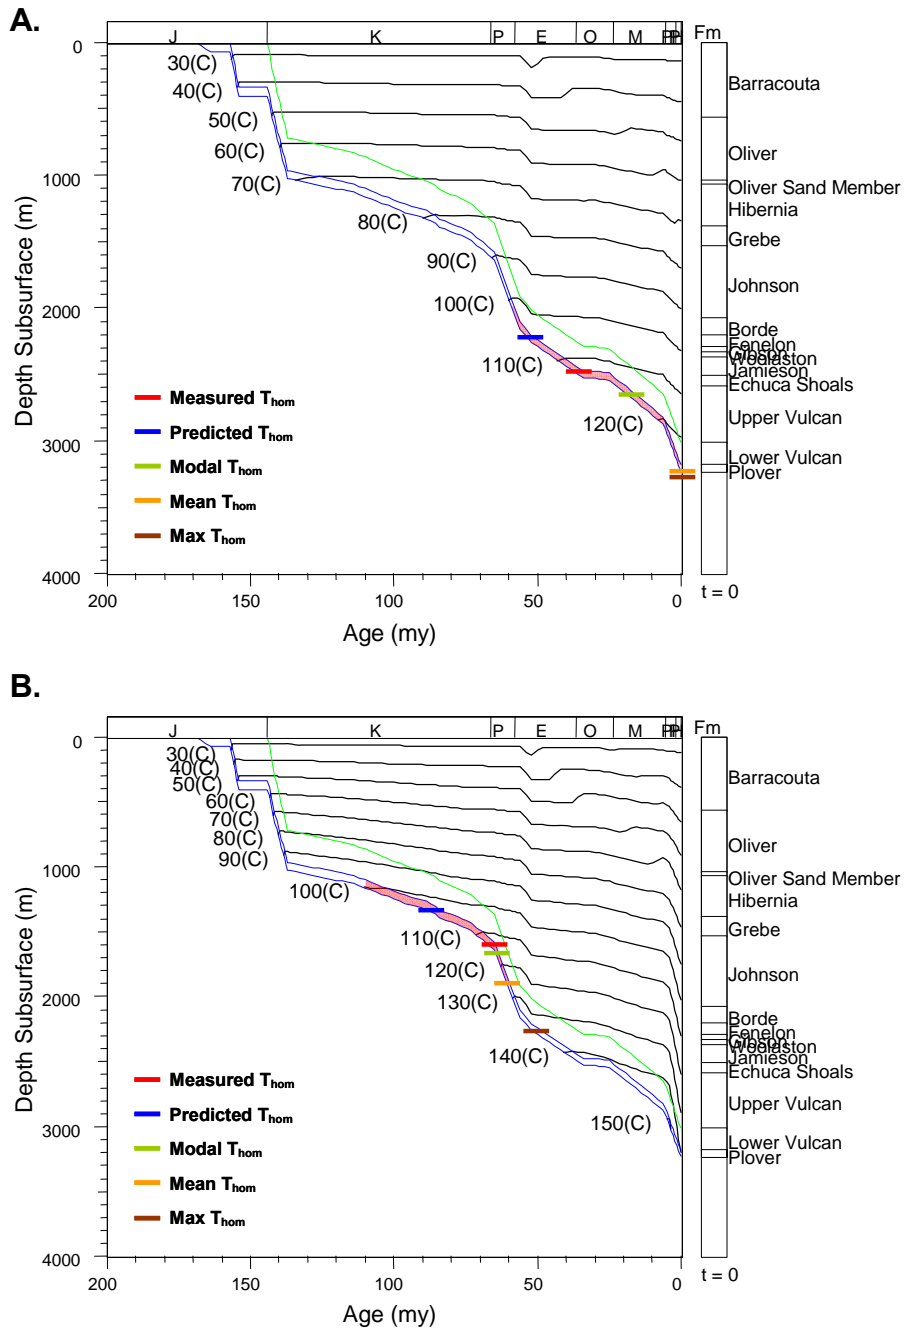 A.
J K P E O M P P H Fm
0
30(C)
40(C)
50(C)
60(C)
70(C)
80(C)
90(C)
100(C)
110(C)
120(C)
1000
2000
3000
4000
Depth Subsurface (m)
Measured Thom
Predicted Thom
Modal Thom
Mean Thom
Max Thom
200 150 100 50 0
Age (my)
Barracouta
Oliver
Oliver Sand Member
Hibernia
Grebe
Johnson
Borde
Fenelon
Gibson
Woolaston
Jamieson
Echuca Shoals
Upper Vulcan
Lower Vulcan
Plover
t = 0
B.
J K P E O M P P H Fm
0
30(C)
40(C)
50(C)
60(C)
70(C)
80(C)
90(C)
100(C)
110(C)
120(C)
130(C)
140(C)
150(C)
1000
2000
3000
4000
Depth Subsurface (m)
Measured Thom
Predicted Thom
Modal Thom
Mean Thom
Max Thom
200 150 100 50 0
Age (my)
Barracouta
Oliver
Oliver Sand Member
Hibernia
Grebe
Johnson
Borde
Fenelon
Gibson
Woolaston
Jamieson
Echuca Shoals
Upper Vulcan
Lower Vulcan
Plover
t = 0